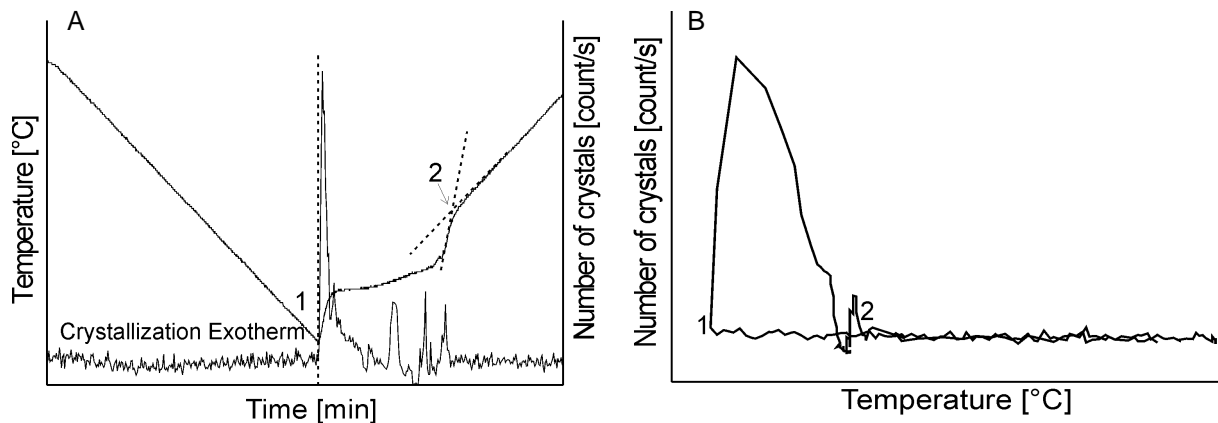 A
Temperature [°C]
1
2
Crystallization Exotherm
Time [min]
Number of crystals [count/s]
B
Number of crystals [count/s]
1
2
Temperature [°C]